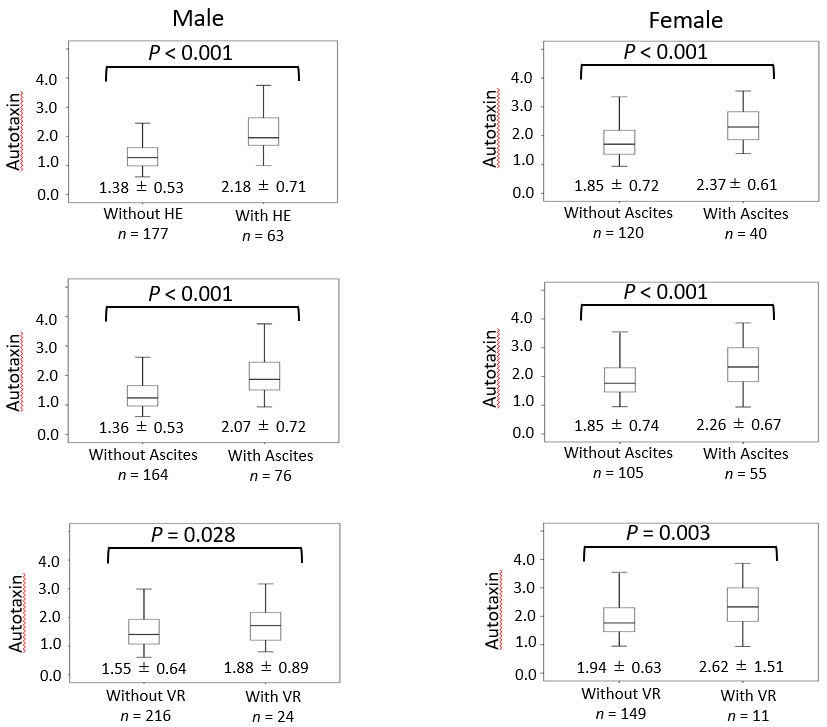 Male
P < 0.001
Autotaxin
4.0
3.0
2.0
1.0
0.0
1.38 ± 0.53 2.18 ± 0.71
Without HE With HE
n = 177 n = 63
P < 0.001
Autotaxin
4.0
3.0
2.0
1.0
0.0
1.36 ± 0.53 2.07 ± 0.72
Without Ascites With Ascites
n = 164 n = 76
P = 0.028
Autotaxin
4.0
3.0
2.0
1.0
0.0
1.55 ± 0.64 1.88 ± 0.89
Without VR With VR
n = 216 n = 24
Female
P < 0.001
Autotaxin
4.0
3.0
2.0
1.0
0.0
1.85 ± 0.72 2.37 ± 0.61
Without Ascites With Ascites
n = 120 n = 40
P < 0.001
Autotaxin
4.0
3.0
2.0
1.0
0.0
1.85 ± 0.74 2.26 ± 0.67
Without Ascites With Ascites
n = 105 n = 55
P = 0.003
Autotaxin
4.0
3.0
2.0
1.0
0.0
1.94 ± 0.63 2.62 ± 1.51
Without VR With VR
n = 149 n = 11